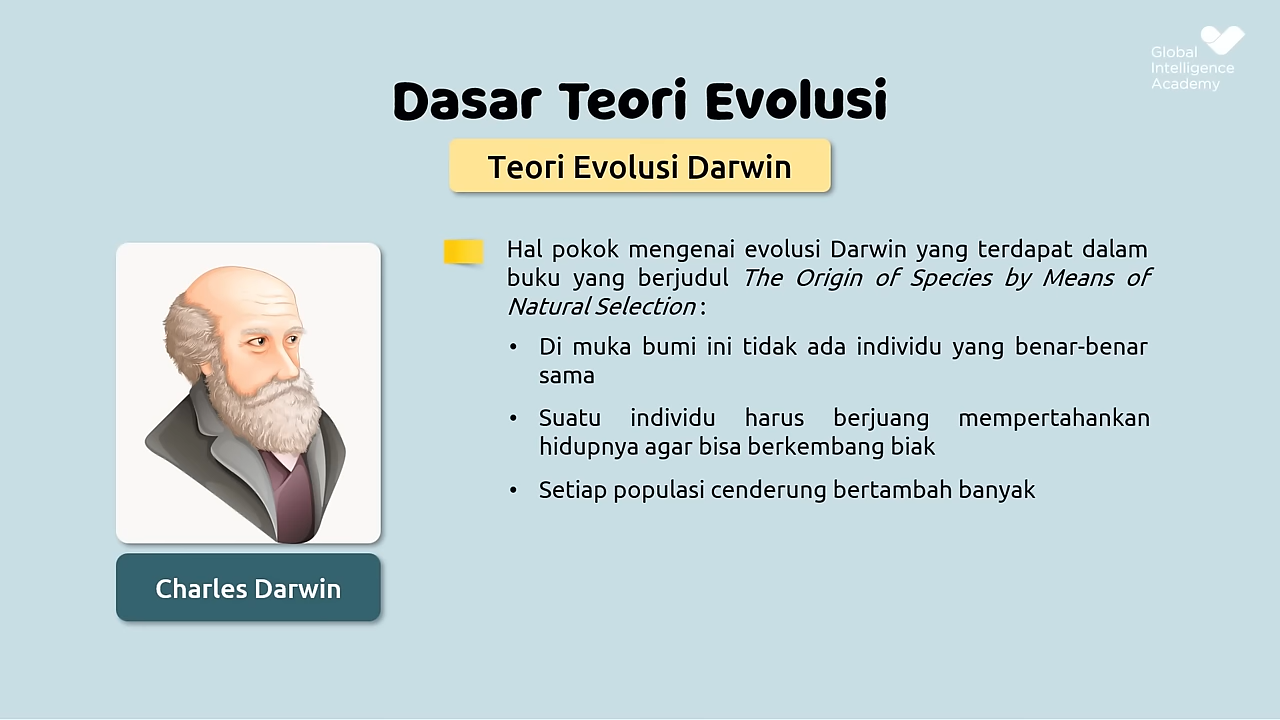 Global
Intelligence
Academy
Dasar Teori Evolusi
Teori Evolusi Darwin
Hal pokok mengenai evolusi Darwin yang terdapat dalam
buku yang berjudul The Origin of Species by Means of
Natural Selection :
• Di muka bumi ini tidak ada individu yang benar-benar
sama
• Suatu individu harus berjuang mempertahankan
hidupnya agar bisa berkembang biak
• Setiap populasi cenderung bertambah banyak
Charles Darwin